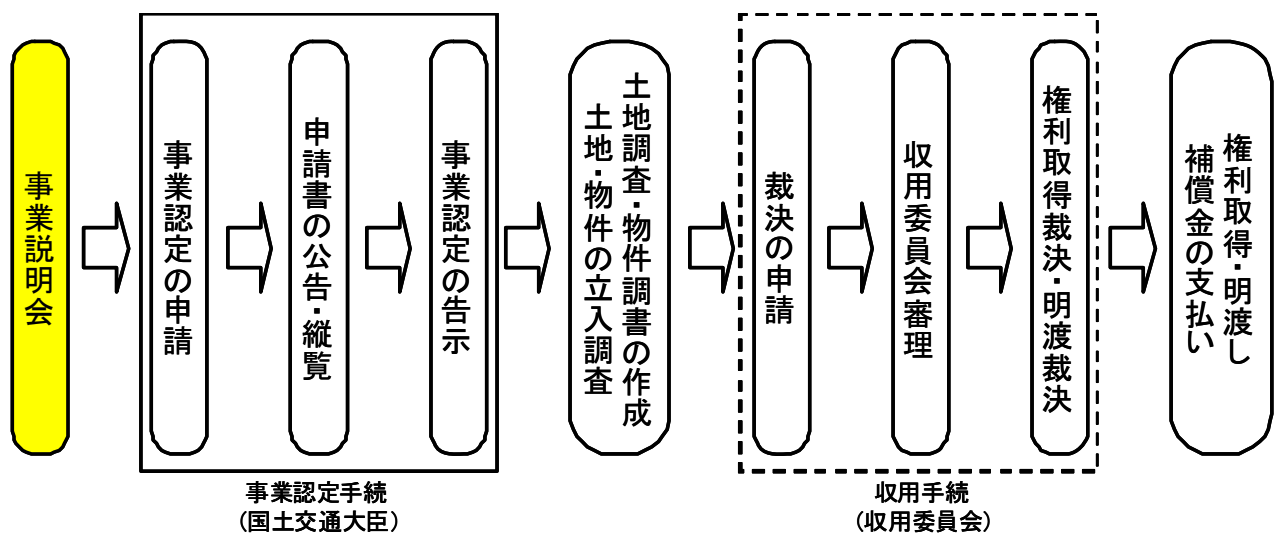 事業説明会
事業認定の申請
申請書の公告・縦覧
事業認定の告示
土地調査・物件調書の作成
土地・物件の立入調査
裁決の申請
収用委員会審理
権利取得裁決・明渡裁決
権利取得・明渡し
補償金の支払い
事業認定手続
（国土交通大臣）
収用手続
（収用委員会）